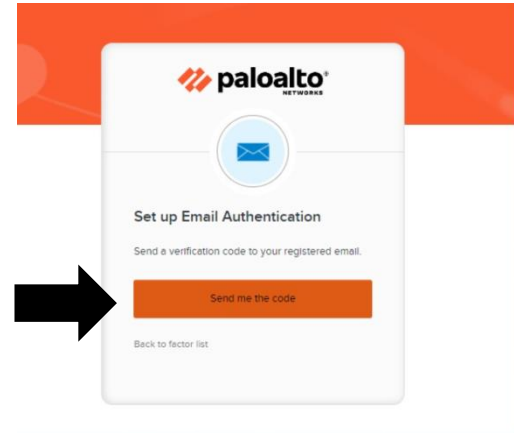 paloalto®
NETWORKS
Set up Email Authentication
Send a verification code to your registered email.
Send me the code
Back to factor list